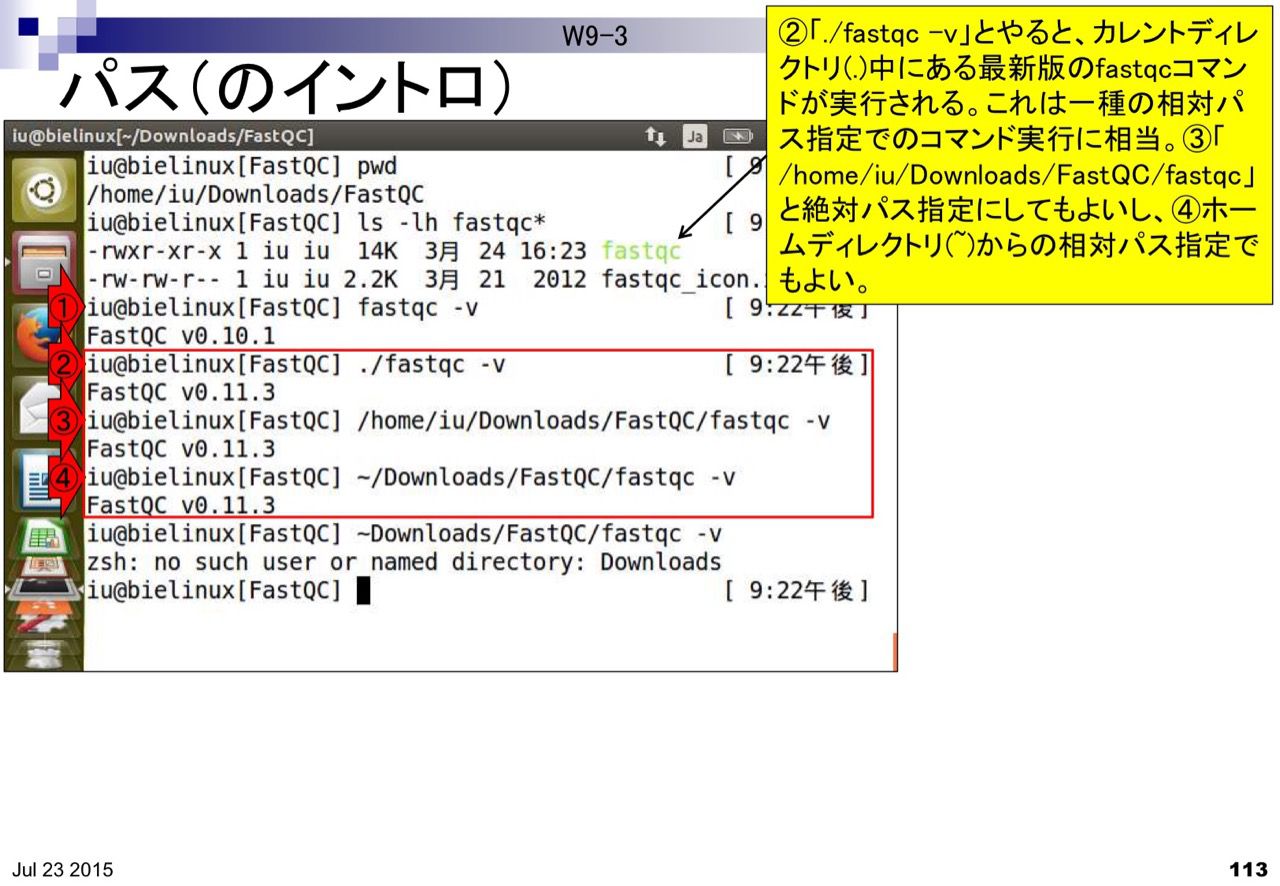 W9-3
パス(のイントロ)
②「./fastqc -v」とやると、カレントディレ
クトリ(.)中にある最新版のfastqcコマン
ドが実行される。これは一種の相対パ
ス指定でのコマンド実行に相当。③「
/home/iu/Downloads/FastQC/fastqc」
と絶対パス指定にしてもよいし、④ホー
ムディレクトリ(~)からの相対パス指定で
もよい。
iu@bielinux[~/Downloads/FastQC] Ja
iu@bielinux[FastQC] pwd [ 9
/home/iu/Downloads/FastQC
iu@bielinux[FastQC] ls -lh fastqc* [ 9
-rwxr-xr-x 1 iu iu 14K 3月 24 16:23 fastqc
-rw-rw-r-- 1 iu iu 2.2K 3月 21 2012 fastqc_icon.
① iu@bielinux[FastQC] fastqc -v [ 9:22午後]
FastQC v0.10.1
② iu@bielinux[FastQC] ./fastqc -v [ 9:22午後]
FastQC v0.11.3
③ iu@bielinux[FastQC] /home/iu/Downloads/FastQC/fastqc -v
FastQC v0.11.3
④ iu@bielinux[FastQC] ~/Downloads/FastQC/fastqc -v
FastQC v0.11.3
iu@bielinux[FastQC] ~Downloads/FastQC/fastqc -v
zsh: no such user or named directory: Downloads
iu@bielinux[FastQC] [ 9:22午後]
Jul 23 2015
113